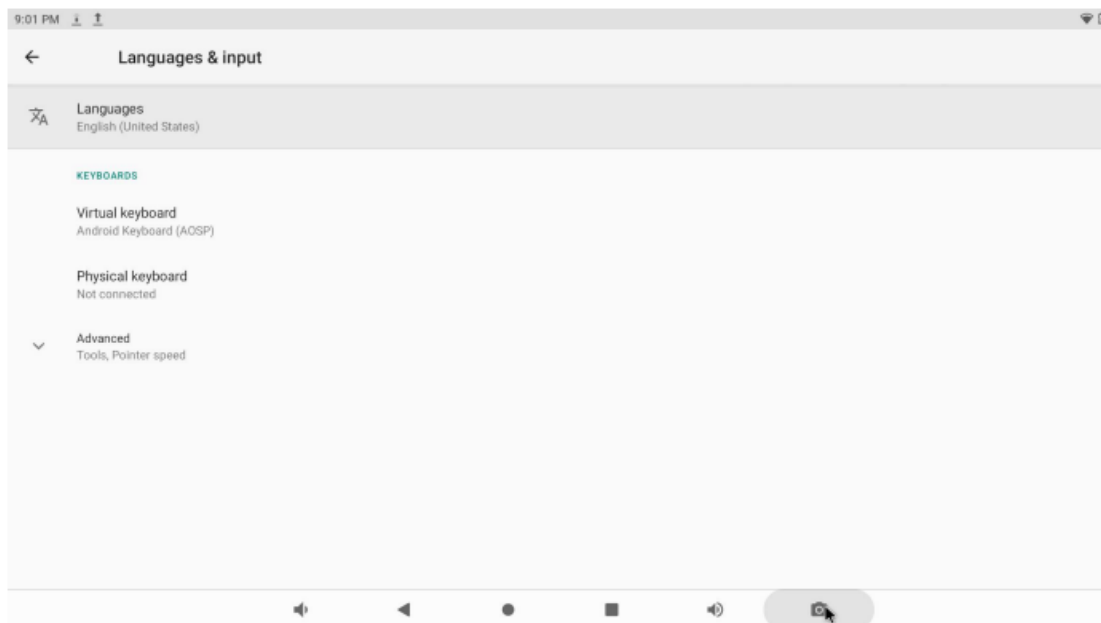 9:01 PM
Languages & input
Languages
English (United States)
KEYBOARDS
Virtual keyboard
Android Keyboard (AOSP)
Physical keyboard
Not connected
Advanced
Tools, Pointer speed